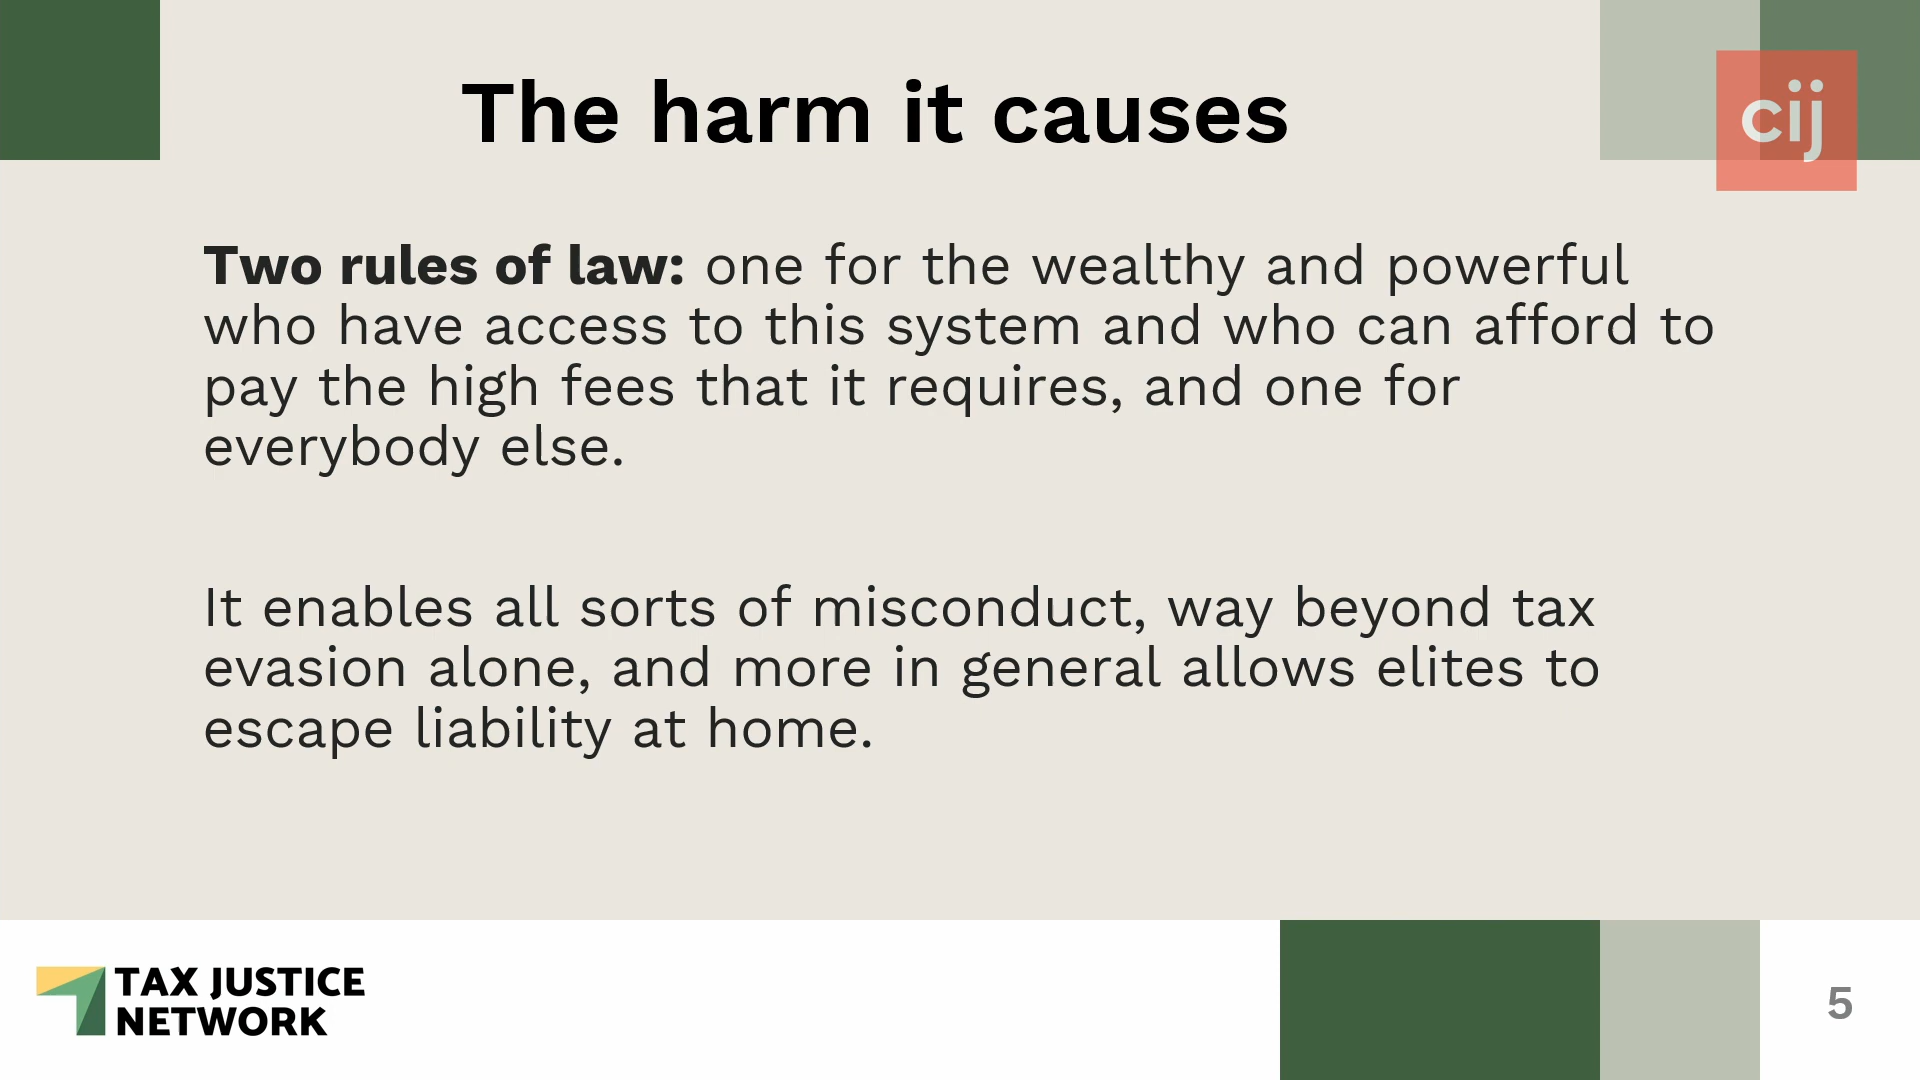 The harm it causes
cij
Two rules of law: one for the wealthy and powerful
who have access to this system and who can afford to
pay the high fees that it requires, and one for
everybody else.
It enables all sorts of misconduct, way beyond tax
evasion alone, and more in general allows elites to
escape liability at home.
TAX JUSTICE
NETWORK
5